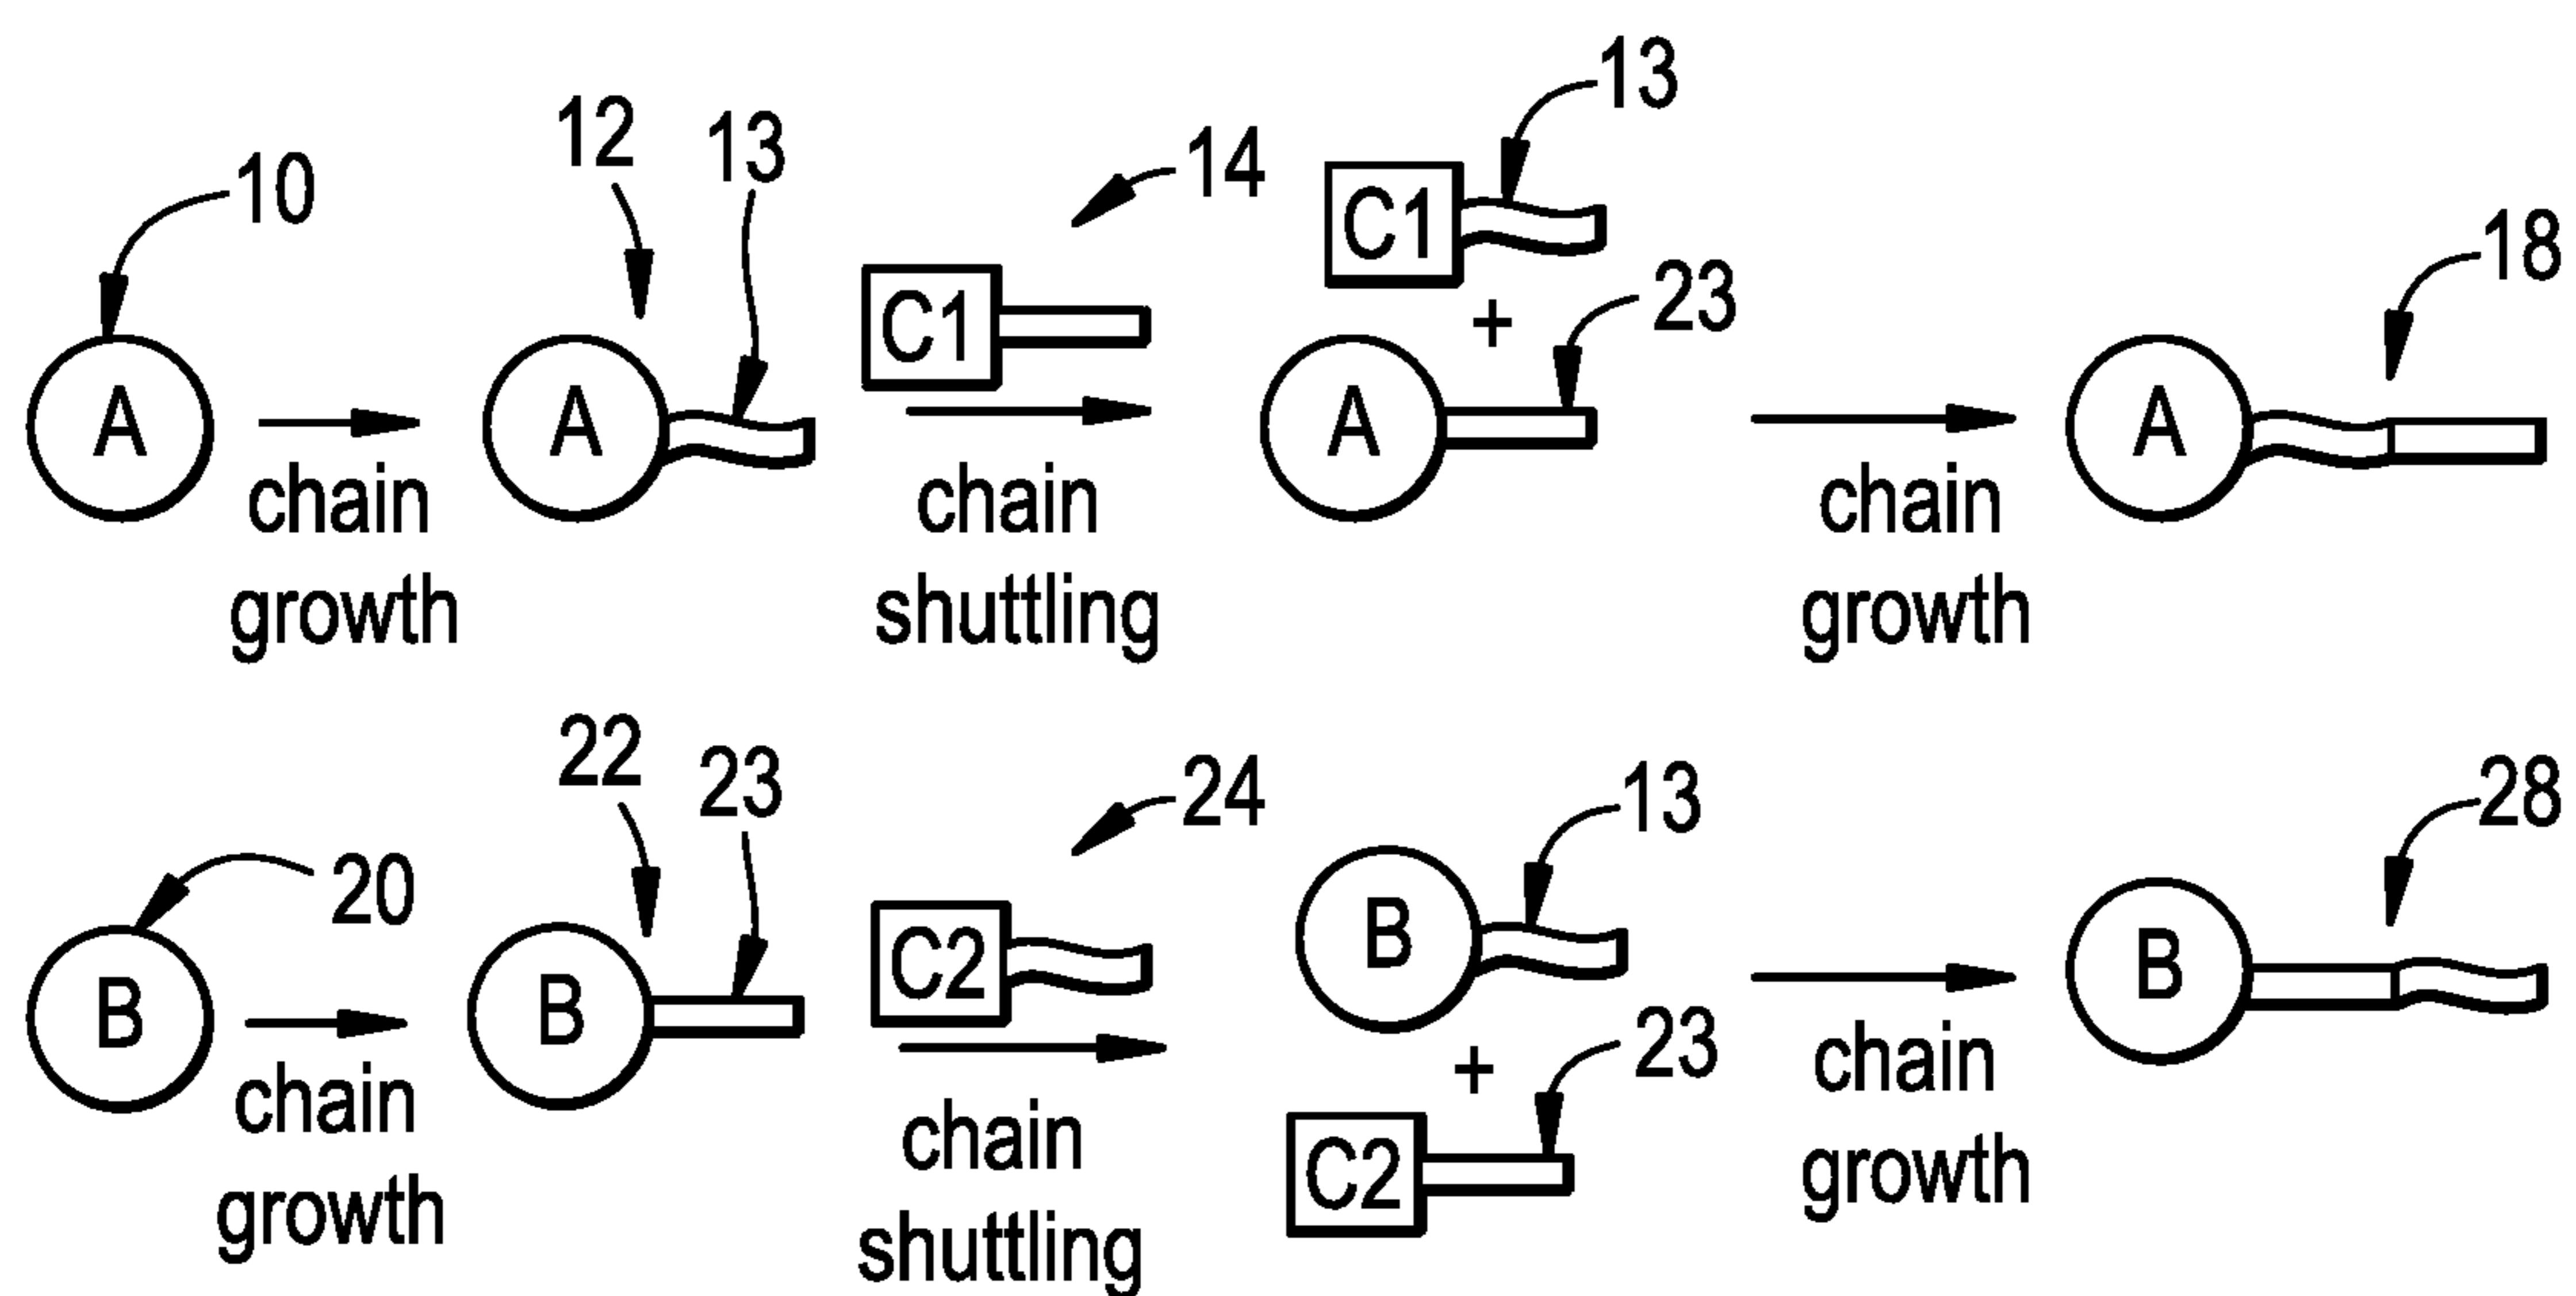 10
12
13
14
13
18
C1
C1
+
23
A
A
A
A
chain
growth
chain
shuttling
chain
growth
20
22
23
24
13
28
B
B
C2
B
+
23
C2
B
chain
growth
chain
shuttling
chain
growth